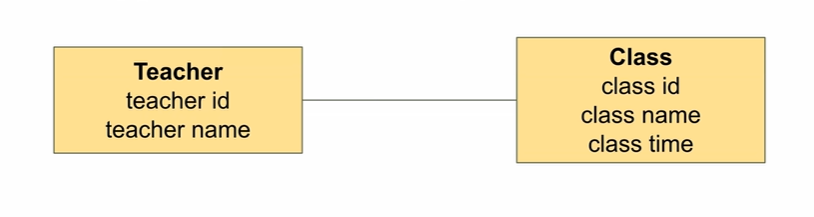 Teacher
teacher id
teacher name
Class
class id
class name
class time